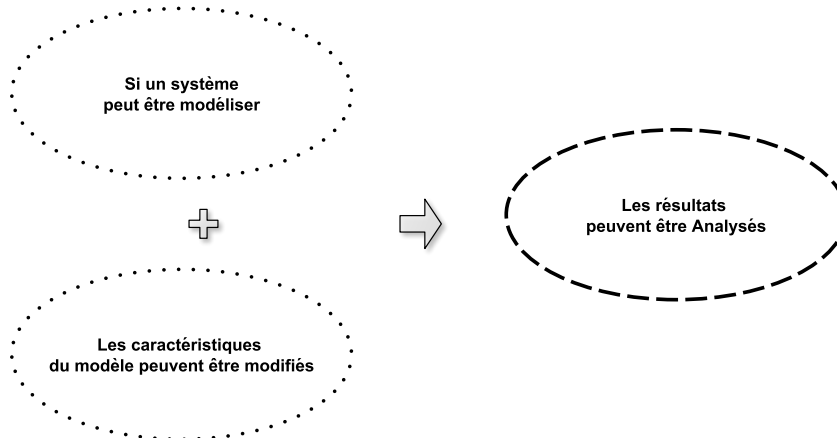 Si un système
peut être modéliser
Les caractéristiques
du modèle peuvent être modifiés
Les résultats
peuvent être Analysés